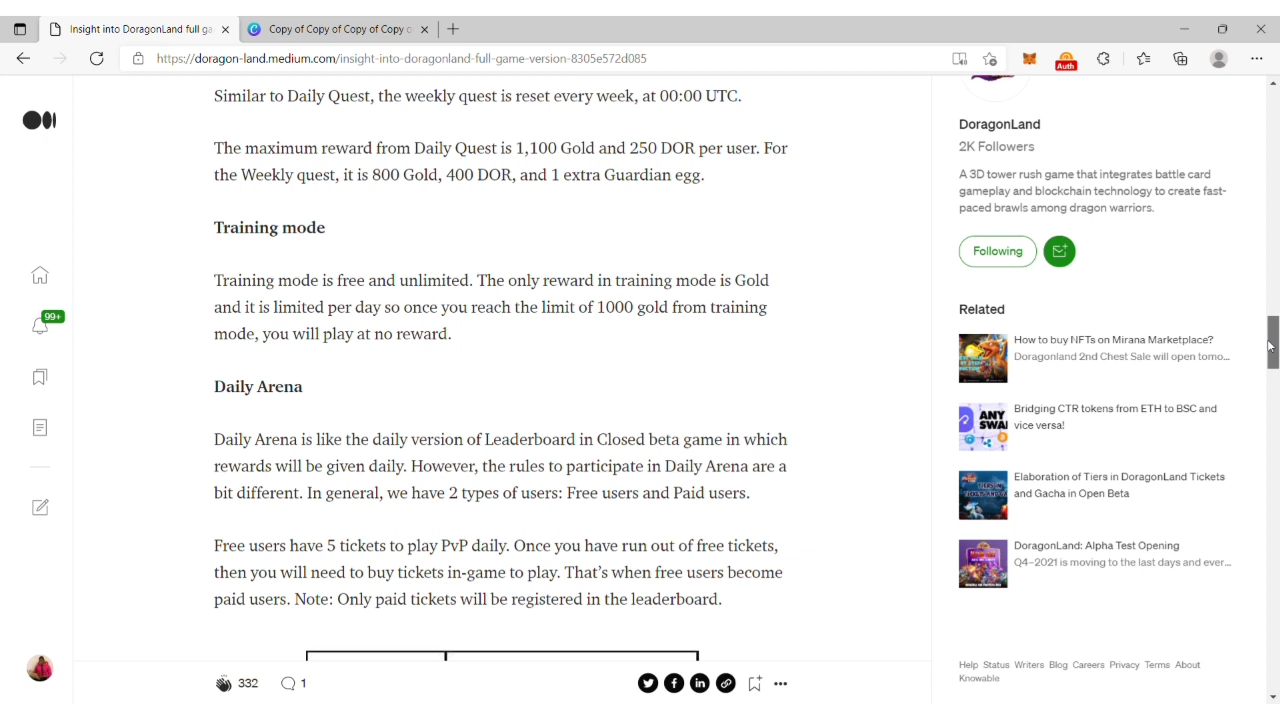 Insight into DoragonLand full ga
Copy of Copy of Copy of Copy o
https://doragon-land.medium.com/insight-into-doragonland-full-game-version-8305e572d085
Auth
Similar to Daily Quest, the weekly quest is reset every week, at 00:00 UTC.
The maximum reward from Daily Quest is 1,100 Gold and 250 DOR per user. For
the Weekly quest, it is 800 Gold, 400 DOR, and 1 extra Guardian egg.
Training mode
Training mode is free and unlimited. The only reward in training mode is Gold
and it is limited per day so once you reach the limit of 1000 gold from training
mode, you will play at no reward.
Daily Arena
Daily Arena is like the daily version of Leaderboard in Closed beta game in which
rewards will be given daily. However, the rules to participate in Daily Arena are a
bit different. In general, we have 2 types of users: Free users and Paid users.
Free users have 5 tickets to play PvP daily. Once you have run out of free tickets,
then you will need to buy tickets in-game to play. That's when free users become
paid users. Note: Only paid tickets will be registered in the leaderboard.
332
1
99+
DoragonLand
2K Followers
A 3D tower rush game that integrates battle card
gameplay and blockchain technology to create fast-
paced brawls among dragon warriors.
Following
Related
How to buy NFTs on Mirana Marketplace?
Doragonland 2nd Chest Sale will open tomo...
Bridging CTR tokens from ETH to BSC and
vice versa!
ANY
SWA
Elaboration of Tiers in DoragonLand Tickets
and Gacha in Open Beta
DoragonLand: Alpha Test Opening
Q4–2021 is moving to the last days and ever...
Help Status Writers Blog Careers Privacy Terms About
Knowable